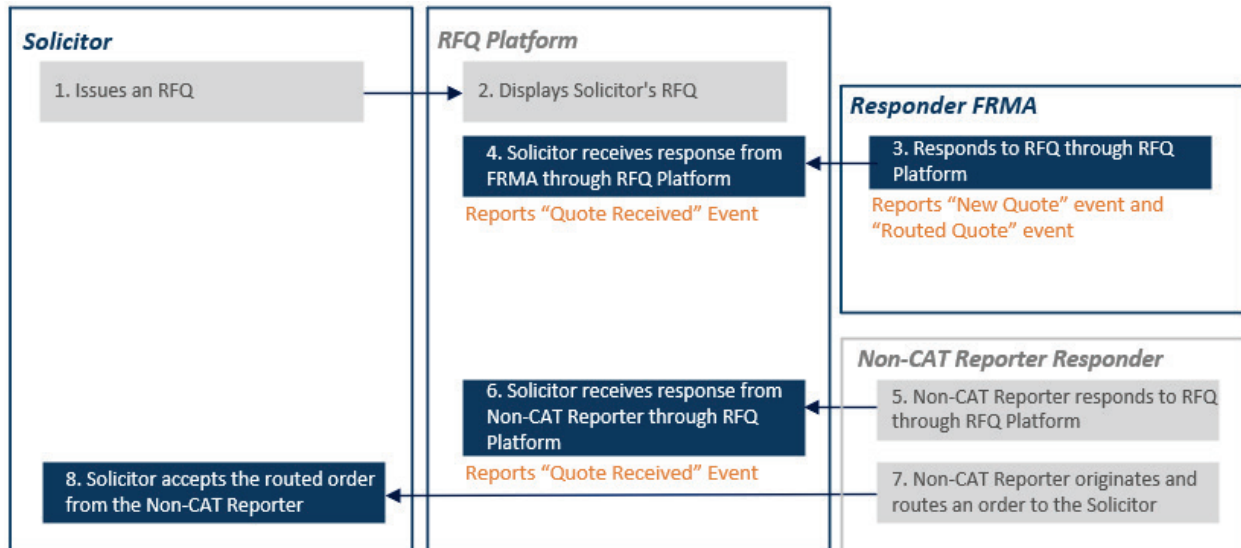 Solicitor
1. Issues an RFQ
8. Solicitor accepts the routed order
from the Non-CAT Reporter
RFQ Platform
2. Displays Solicitor's RFQ
4. Solicitor receives response from
FRMA through RFQ Platform
Reports “Quote Received” Event
6. Solicitor receives response from
Non-CAT Reporter through RFQ
Platform
Reports “Quote Received” Event
Responder FRMA
3. Responds to RFQ through RFQ
Platform
Reports “New Quote” event and
“Routed Quote” event
Non-CAT Reporter Responder
5. Non-CAT Reporter responds to RFQ
through RFQ Platform
7. Non-CAT Reporter originates and
routes an order to the Solicitor